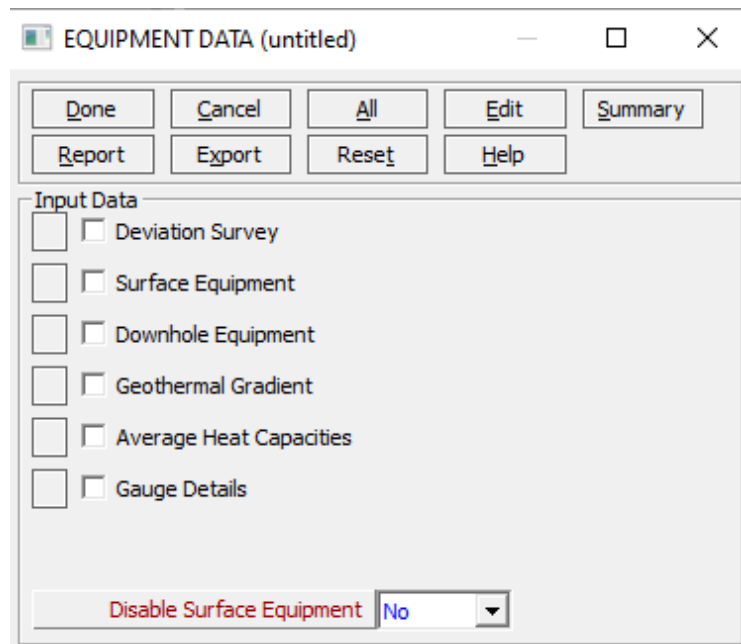 EQUIPMENT DATA (untitled)
Done Cancel All Edit Summary
Report Export Reset Help
Input Data
Deviation Survey
Surface Equipment
Downhole Equipment
Geothermal Gradient
Average Heat Capacities
Gauge Details
Disable Surface Equipment No